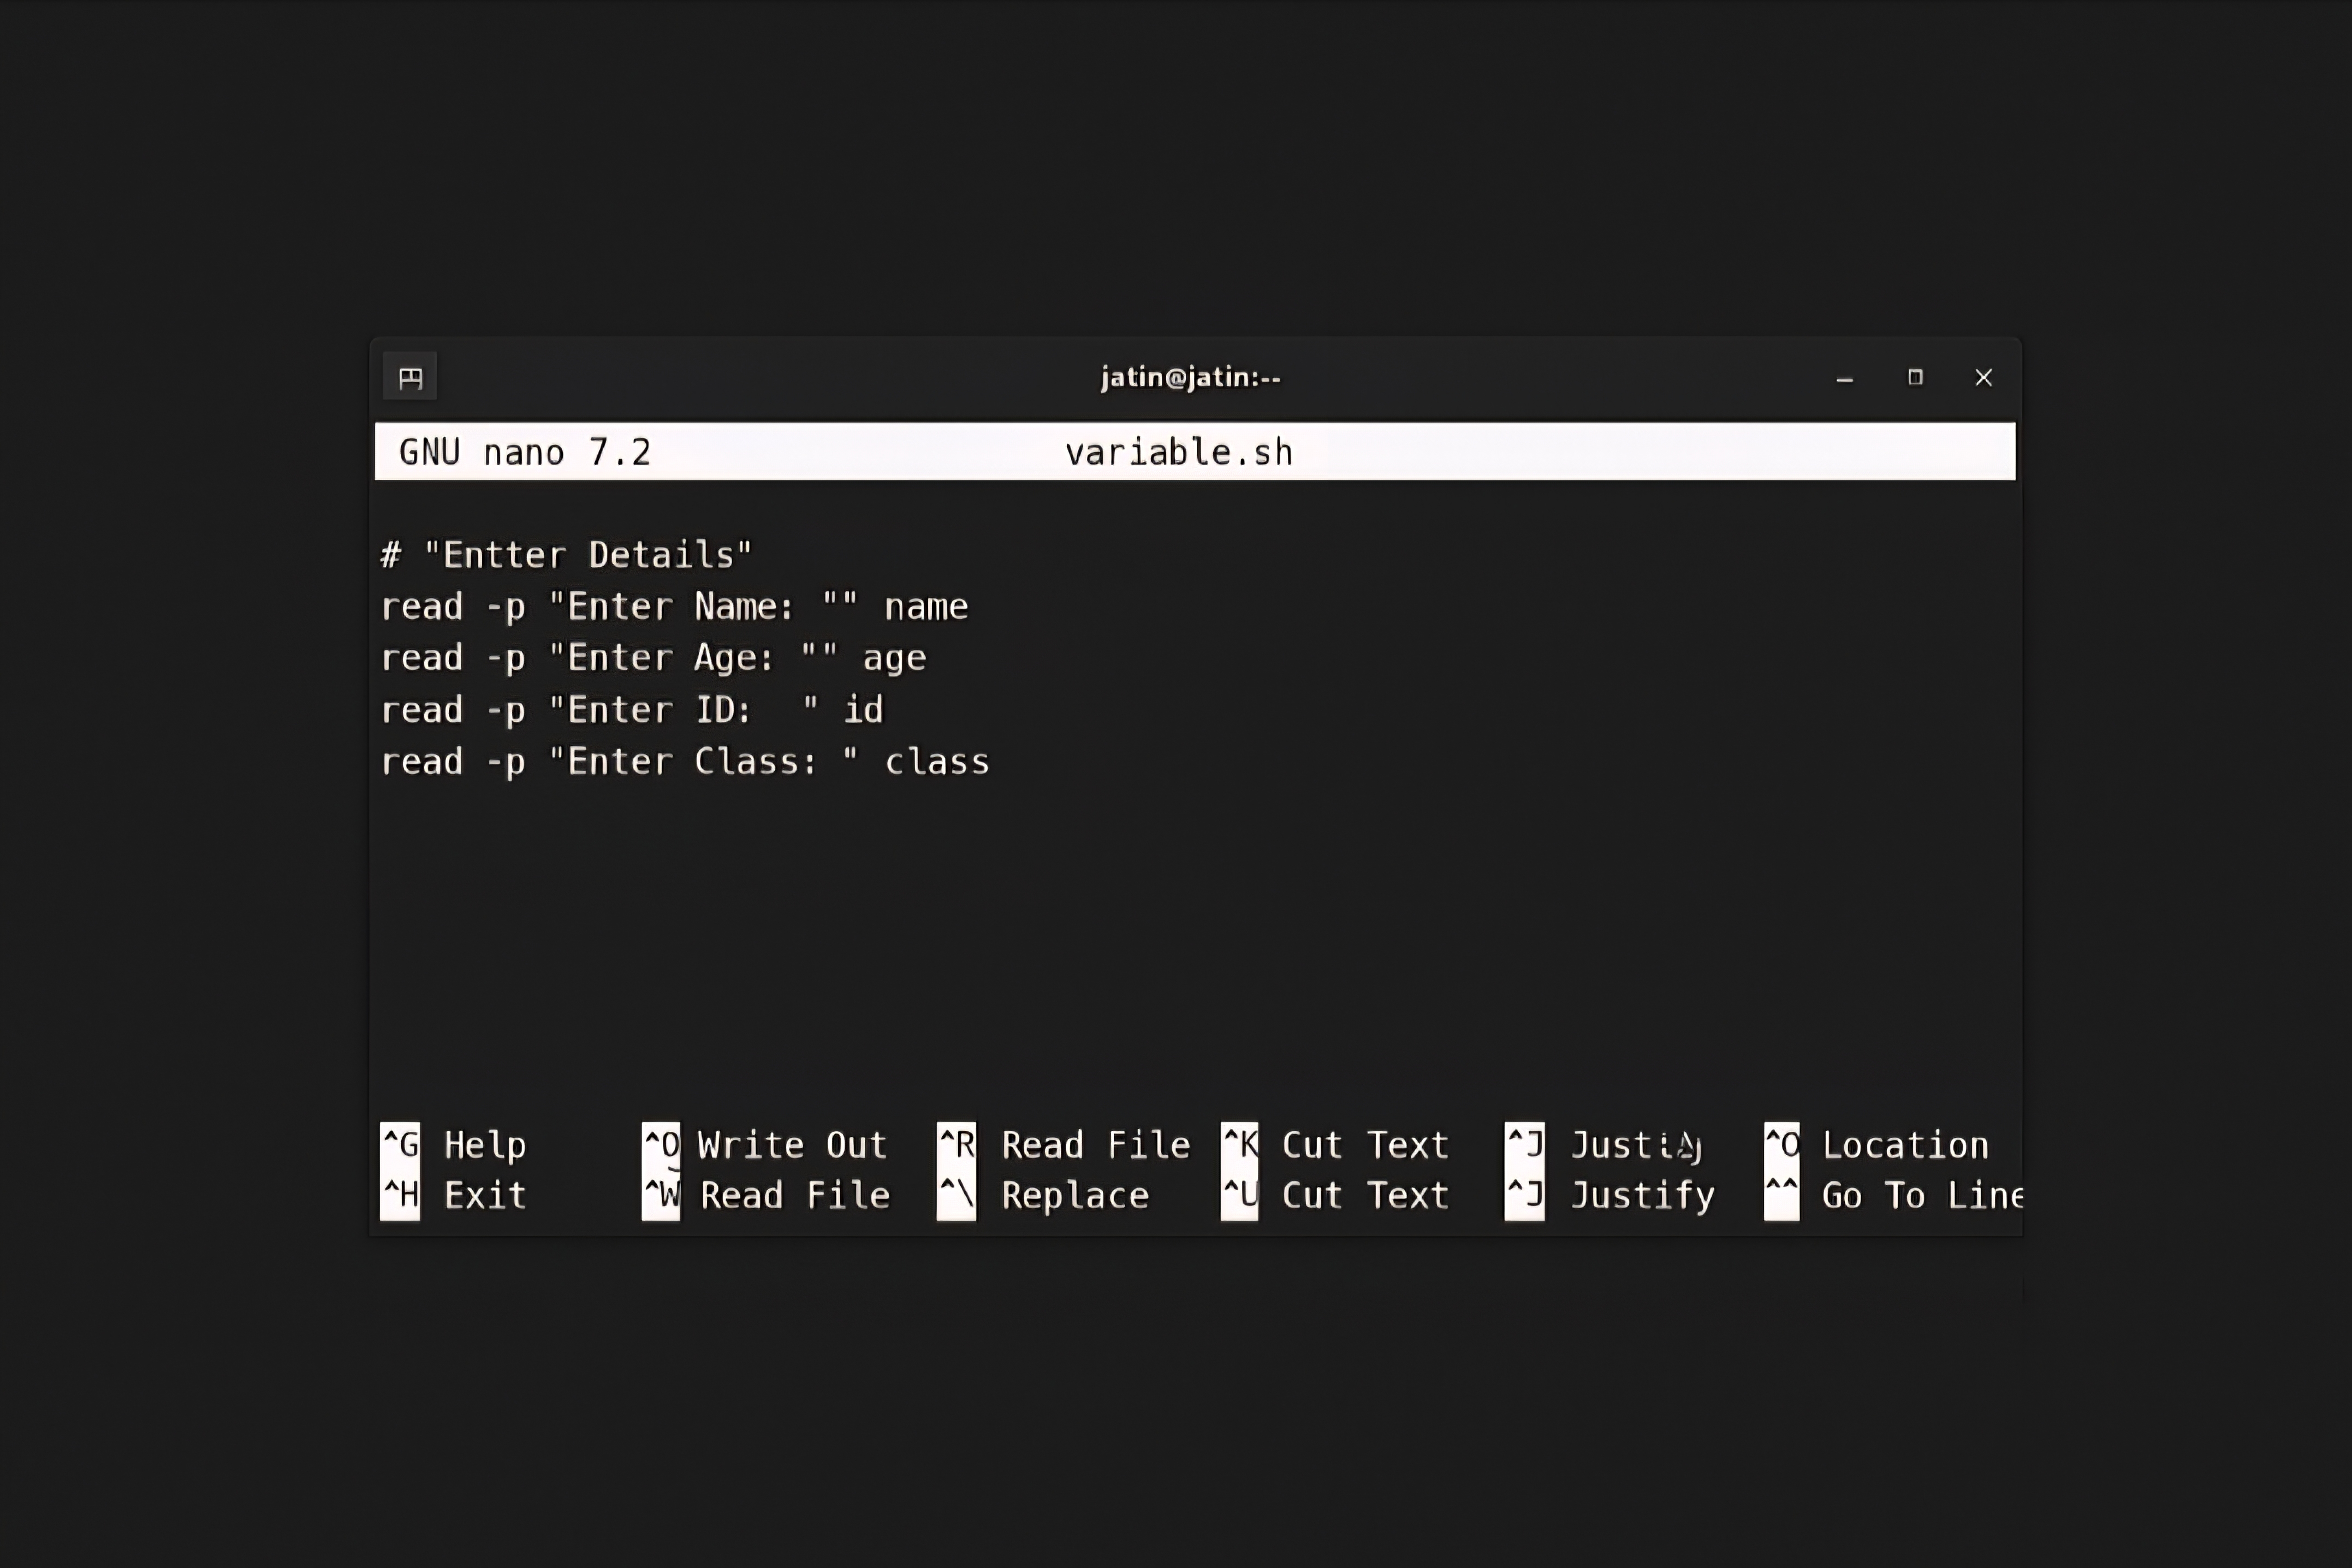 jatin@jatin:--
GNU nano 7.2 variable.sh
# "Entter Details"
read -p "Enter Name: "" name
read -p "Enter Age: "" age
read -p "Enter ID:  " id
read -p "Enter Class: " class
^G Help ^O Write Out ^R Read File ^K Cut Text ^J ^O Location
^H Exit ^W Read File ^\ Replace ^U Cut Text ^J Justify ^^ Go To Line